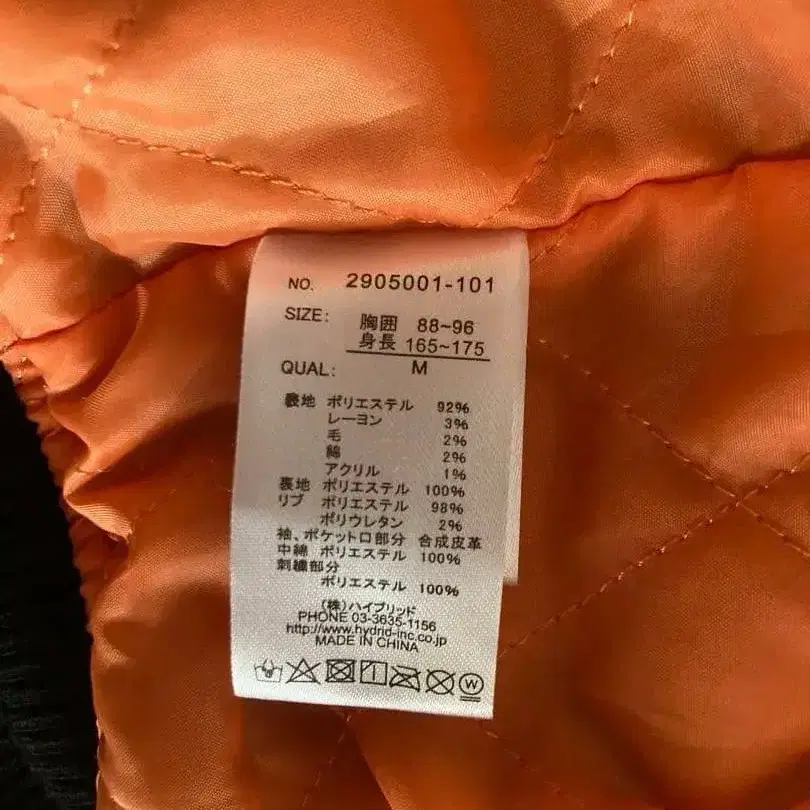 NO. 2905001-101
SIZE: 胸囲 88~96
身長 165~175
QUAL: M
表地 ポリエステル 92%
レーヨン 3%
毛 2%
綿 2%
アクリル 1%
裏地 ポリエステル 100%
リブ ポリエステル 98%
ポリウレタン 2%
袖、ポケット口部分 合成皮革
中綿 ポリエステル 100%
刺繍部分
ポリエステル 100%
(株)ハイブリッド
PHONE 03-3635-1156
http://www.hydrid-inc.co.jp
MADE IN CHINA
W